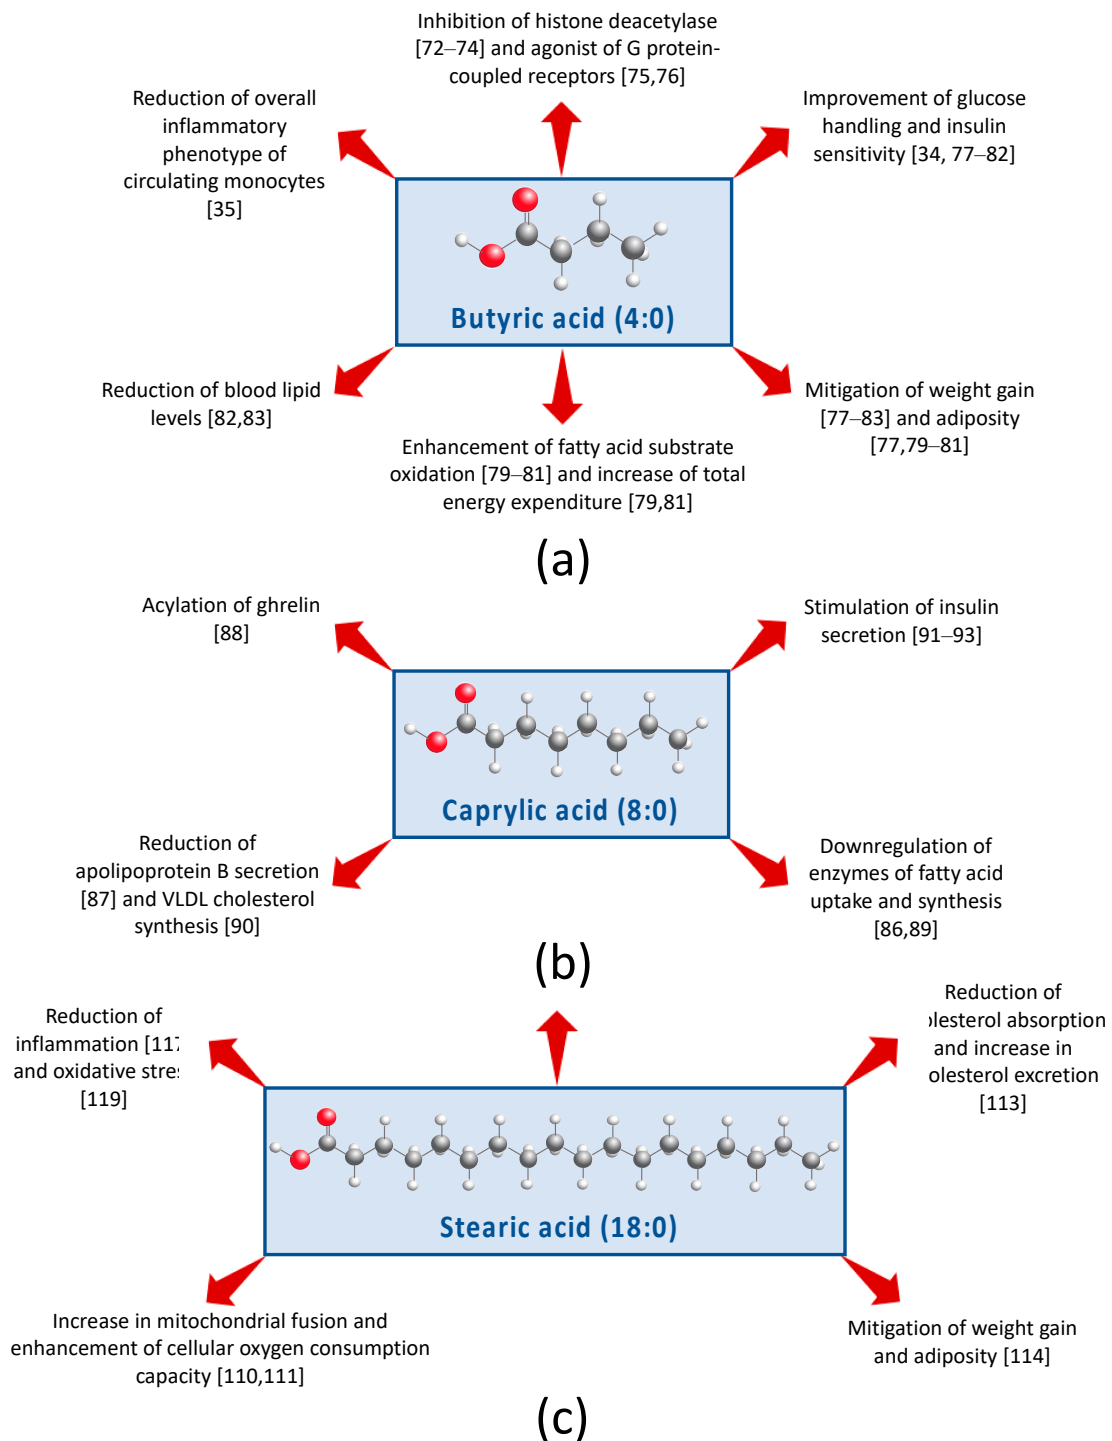 Inhibition of histone deacetylase
[72–74] and agonist of G protein-
coupled receptors [75,76]
Reduction of overall
inflammatory
phenotype of
circulating monocytes
[35]
Improvement of glucose
handling and insulin
sensitivity [34, 77–82]
Butyric acid (4:0)
Reduction of blood lipid
levels [82,83]
Enhancement of fatty acid substrate
oxidation [79–81] and increase of total
energy expenditure [79,81]
Mitigation of weight gain
[77–83] and adiposity
[77,79–81]
(a)
Acylation of ghrelin
[88]
Stimulation of insulin
secretion [91–93]
Caprylic acid (8:0)
Reduction of
apolipoprotein B secretion
[87] and VLDL cholesterol
synthesis [90]
Downregulation of
enzymes of fatty acid
uptake and synthesis
[86,89]
(b)
Reduction of
inflammation [117
and oxidative stres
[119]
Reduction of
olesterol absorption
and increase in
olesterol excretion
[113]
Stearic acid (18:0)
Increase in mitochondrial fusion and
enhancement of cellular oxygen consumption
capacity [110,111]
Mitigation of weight gain
and adiposity [114]
(c)